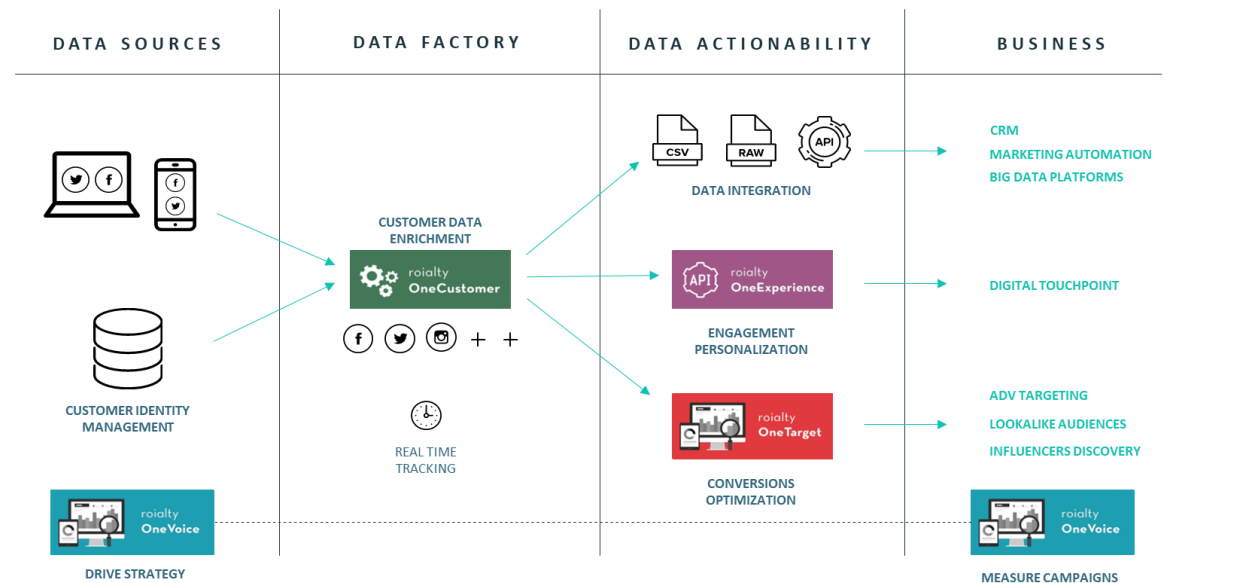 DATA SOURCES
DATA FACTORY
DATA ACTIONABILITY
BUSINESS
CUSTOMER IDENTITY
MANAGEMENT
roialty
OneVoice
DRIVE STRATEGY
CUSTOMER DATA
ENRICHMENT
roialty
OneCustomer
REAL TIME
TRACKING
CSV
RAW
API
DATA INTEGRATION
API
roialty
OneExperience
ENGAGEMENT
PERSONALIZATION
roialty
OneTarget
CONVERSIONS
OPTIMIZATION
CRM
MARKETING AUTOMATION
BIG DATA PLATFORMS
DIGITAL TOUCHPOINT
ADV TARGETING
LOOKALIKE AUDIENCES
INFLUENCERS DISCOVERY
roialty
OneVoice
MEASURE CAMPAIGNS